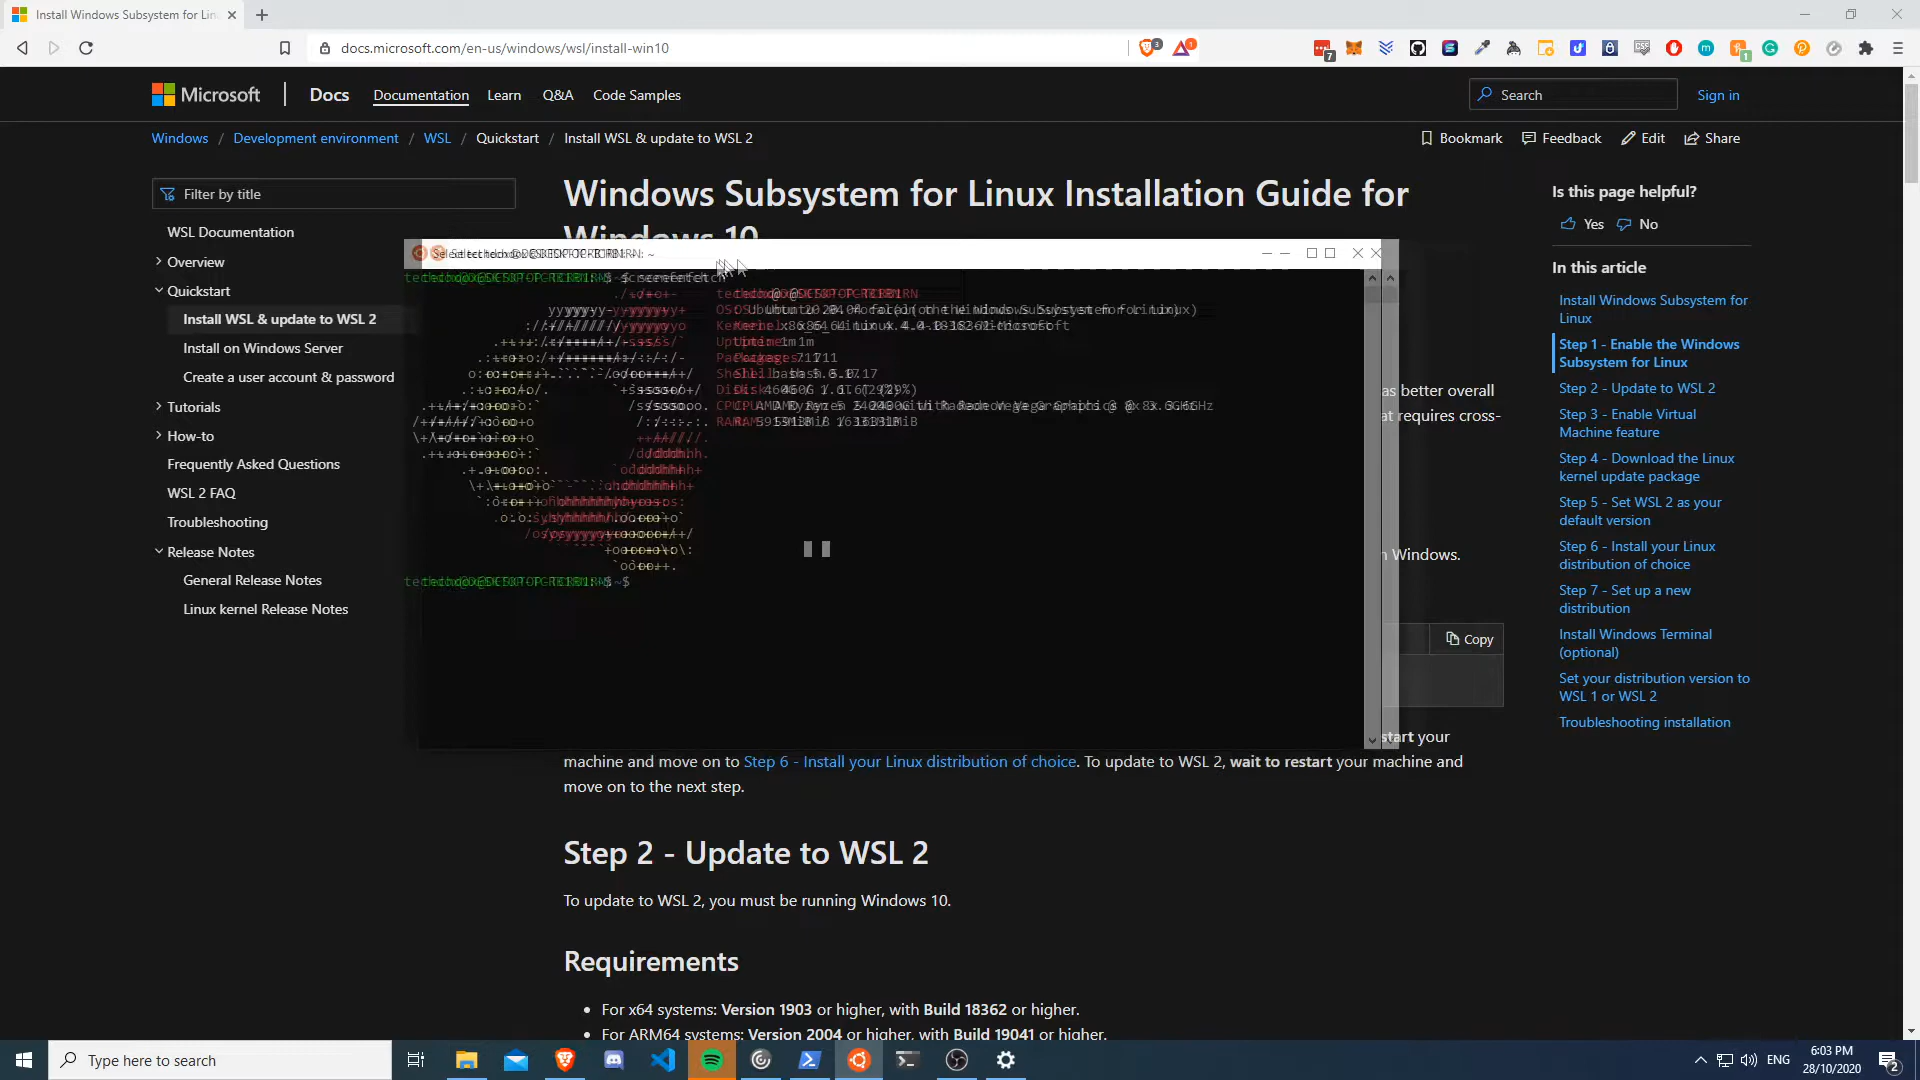 Install Windows Subsystem for Lin
docs.microsoft.com/en-us/windows/wsl/install-win10
Microsoft
Docs
Documentation
Learn
Q&A
Code Samples
Search
Sign in
Windows / Development environment / WSL / Quickstart / Install WSL & update to WSL 2
Bookmark
Feedback
Edit
Share
Filter by title
WSL Documentation
Overview
Quickstart
Install WSL & update to WSL 2
Install on Windows Server
Create a user account & password
Tutorials
How-to
Frequently Asked Questions
WSL 2 FAQ
Troubleshooting
Release Notes
General Release Notes
Linux kernel Release Notes
Windows Subsystem for Linux Installation Guide for
Windows 10
as better overall
at requires cross-
n Windows.
Copy
start your
machine and move on to Step 6 - Install your Linux distribution of choice. To update to WSL 2, wait to restart your machine and
move on to the next step.
Step 2 - Update to WSL 2
To update to WSL 2, you must be running Windows 10.
Requirements
For x64 systems: Version 1903 or higher, with Build 18362 or higher.
For ARM64 systems: Version 2004 or higher, with Build 19041 or higher.
Is this page helpful?
Yes
No
In this article
Install Windows Subsystem for
Linux
Step 1 - Enable the Windows
Subsystem for Linux
Step 2 - Update to WSL 2
Step 3 - Enable Virtual
Machine feature
Step 4 - Download the Linux
kernel update package
Step 5 - Set WSL 2 as your
default version
Step 6 - Install your Linux
distribution of choice
Step 7 - Set up a new
distribution
Install Windows Terminal
(optional)
Set your distribution version to
WSL 1 or WSL 2
Troubleshooting installation
Type here to search
ENG
6:03 PM
28/10/2020